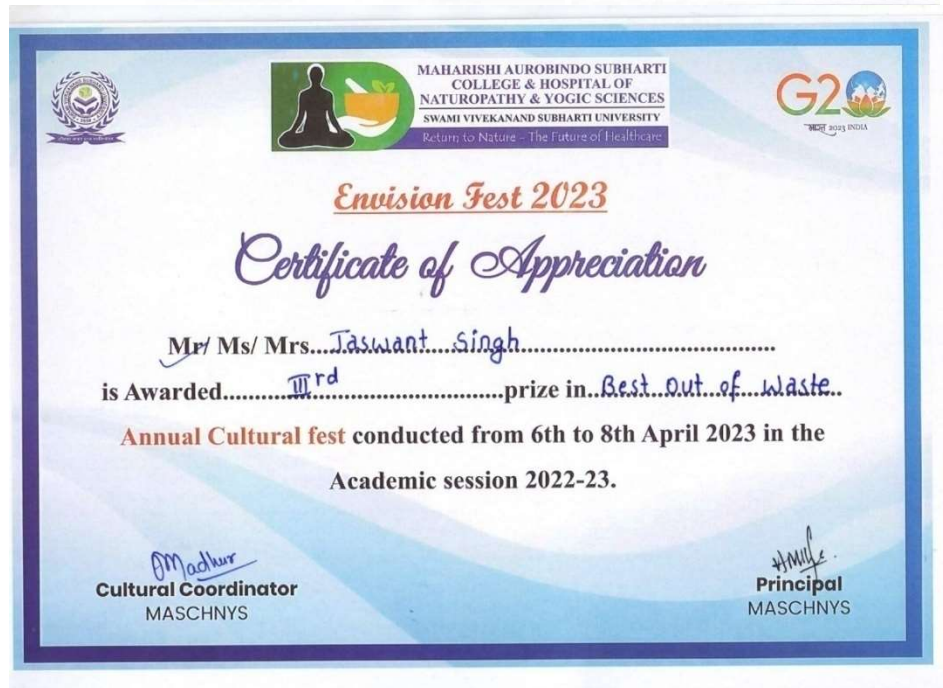 MAHARISHI AUROBINDO SUBHARTI
COLLEGE & HOSPITAL OF
NATUROPATHY & YOGIC SCIENCES
SWAMI VIVEKANAND SUBHARTI UNIVERSITY
Return to Nature - The Future of Healthcare
G20
भारत 2023 INDIA
Envision Fest 2023
Certificate of Appreciation
Mr/ Ms/ Mrs...Jaswant Singh
is Awarded...IIIrd...prize in..Best out of waste..
Annual Cultural fest conducted from 6th to 8th April 2023 in the
Academic session 2022-23.
Madhur
Cultural Coordinator
MASCHNYS
Principal
MASCHNYS